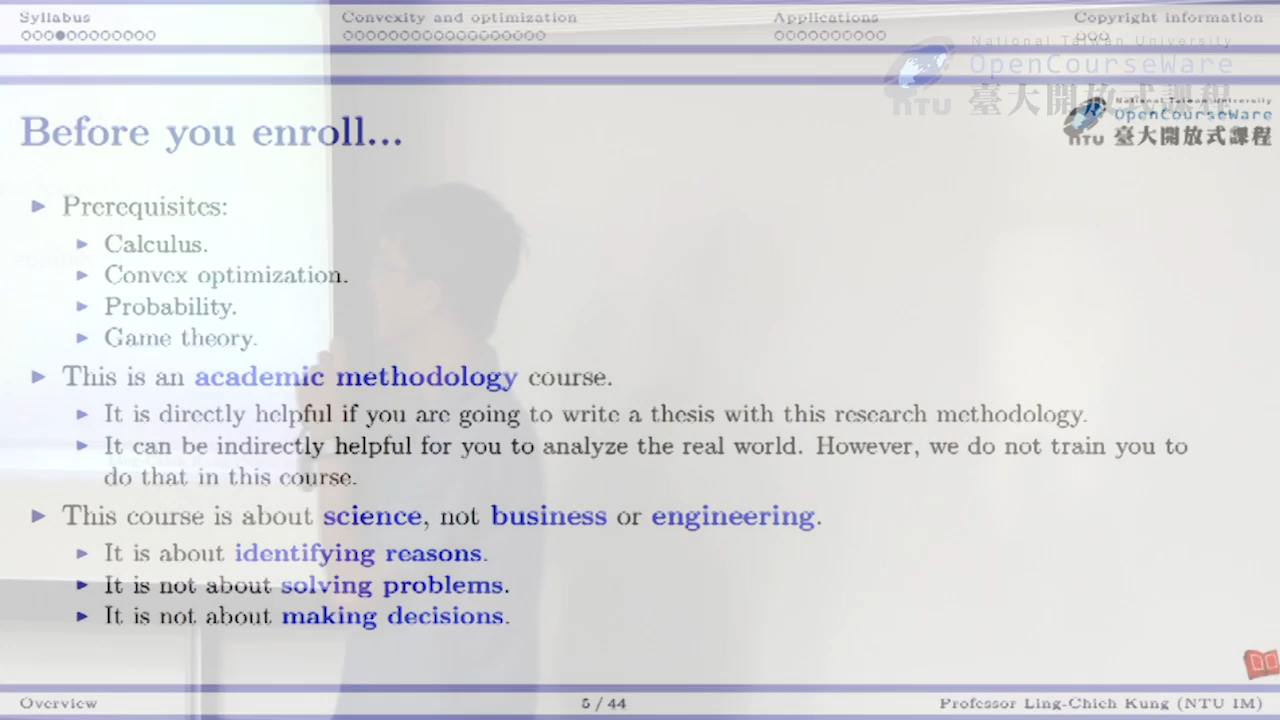 Syllabus
Convexity and optimization
Applications
Copyright information
National Taiwan University
OpenCourseWare
NTU 臺大開放式課程
National Taiwan University
OpenCourseWare
NTU 臺大開放式課程
Before you enroll...
Prerequisites:
Calculus.
Convex optimization.
Probability.
Game theory.
This is an academic methodology course.
It is directly helpful if you are going to write a thesis with this research methodology.
It can be indirectly helpful for you to analyze the real world. However, we do not train you to
do that in this course.
This course is about science, not business or engineering.
It is about identifying reasons.
It is not about solving problems.
It is not about making decisions.
Overview
5 / 44
Professor Ling-Chieh Kung (NTU IM)